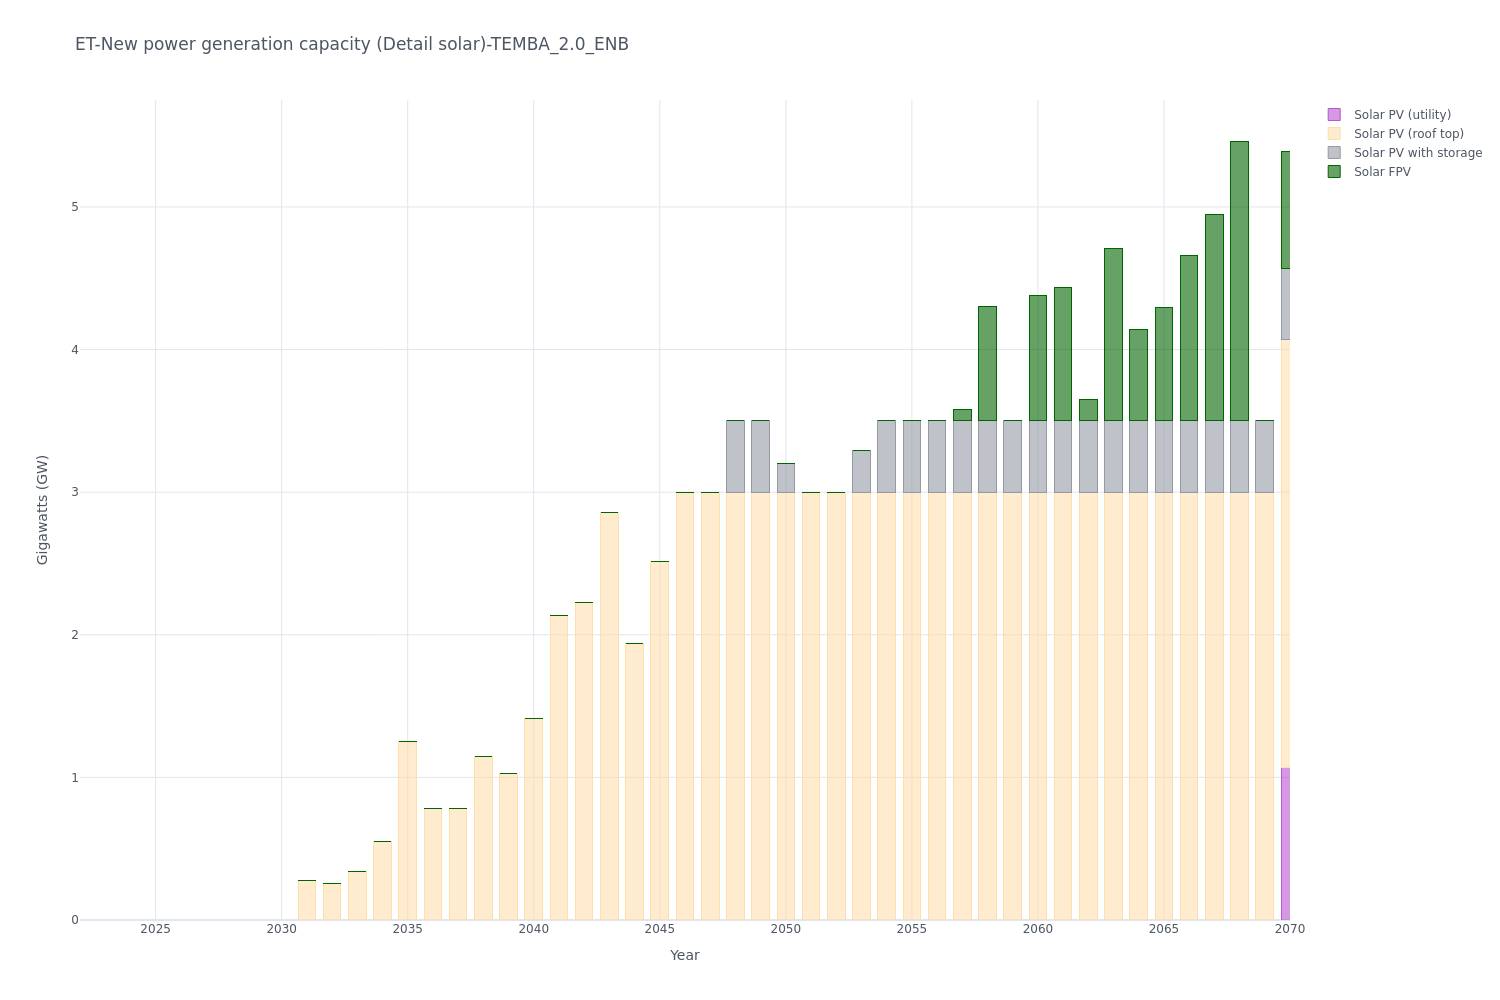 ET-New power generation capacity (Detail solar)-TEMBA_2.0_ENB
Solar PV (utility)
Solar PV (roof top)
Solar PV with storage
Solar FPV
5
4
3
2
1
0
Gigawatts (GW)
2025 2030 2035 2040 2045 2050 2055 2060 2065 2070
Year